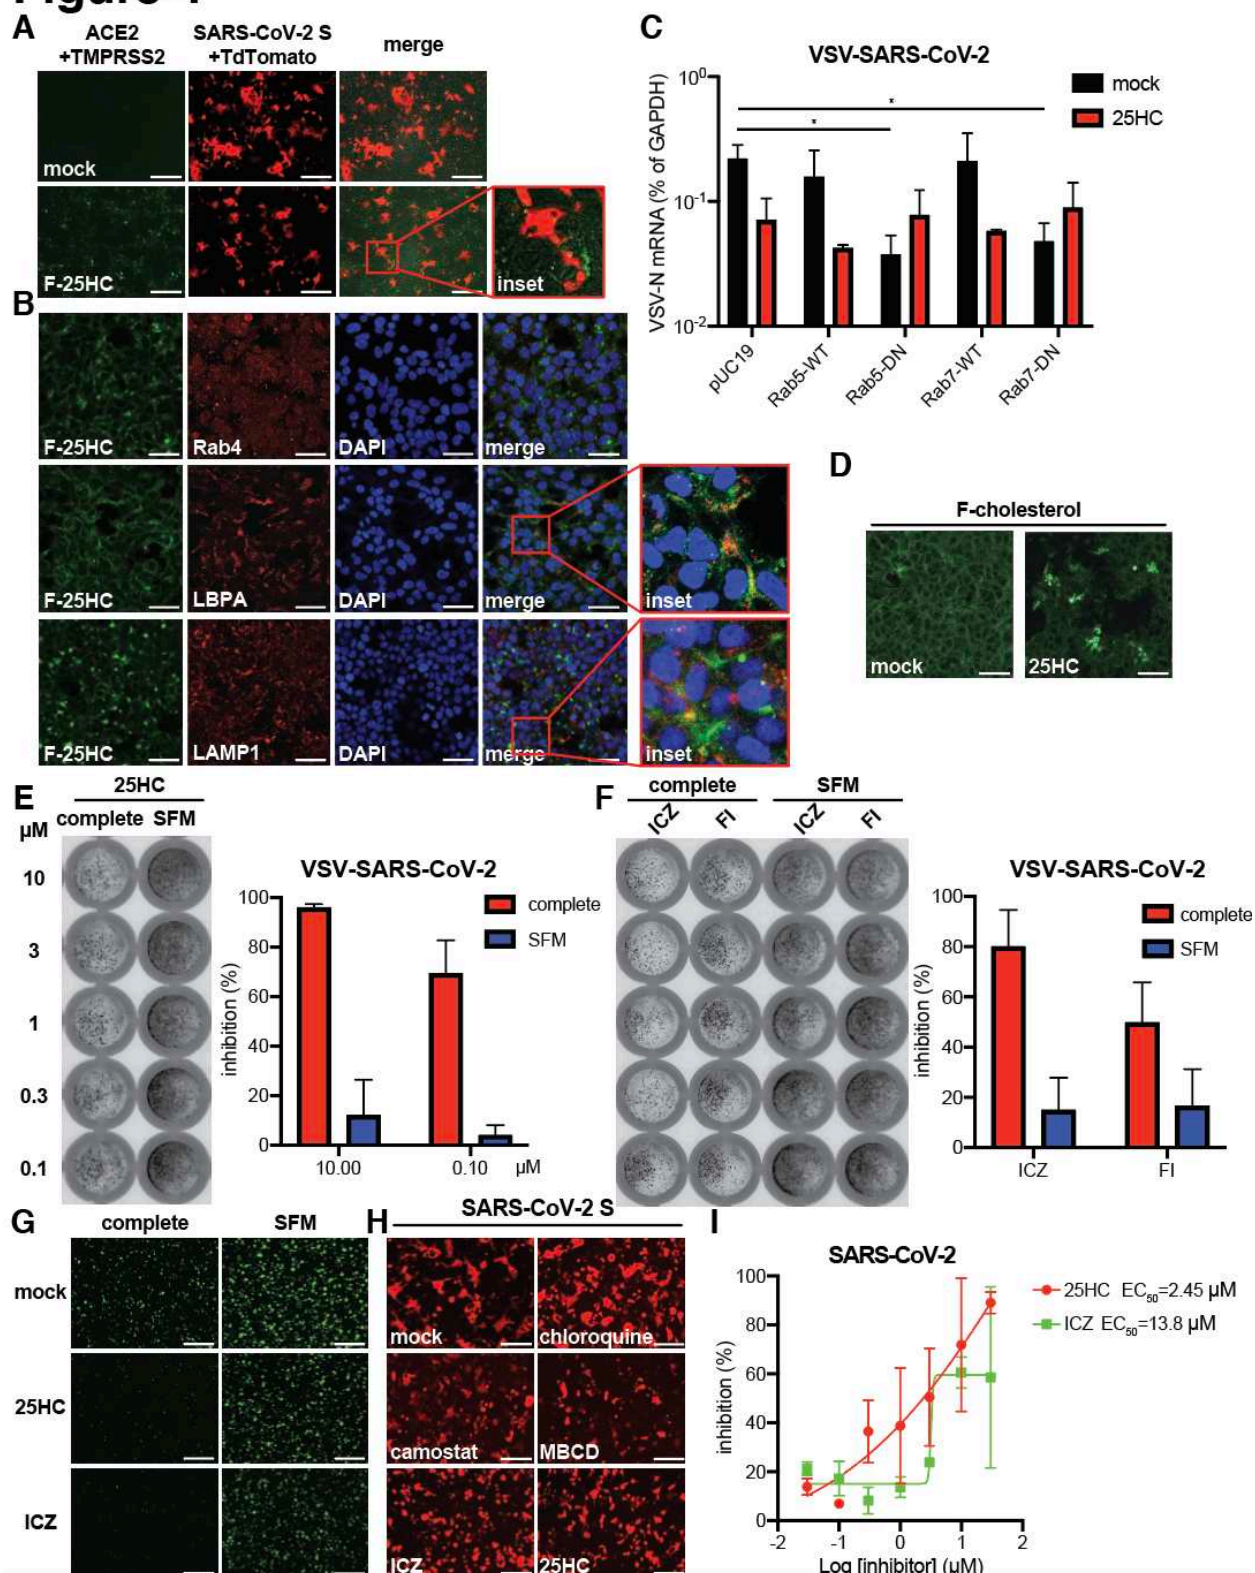 A
ACE2
+TMPRSS2
SARS-CoV-2 S
+TdTomato
merge
mock
F-25HC
inset
B
F-25HC
Rab4
DAPI
merge
F-25HC
LBPA
DAPI
merge
inset
F-25HC
LAMP1
DAPI
merge
inset
C
VSV-SARS-CoV-2
mock
25HC
VSV-N mRNA (% of GAPDH)
10⁰
10⁻¹
10⁻²
*
*
pUC19
Rab5-WT
Rab5-DN
Rab7-WT
Rab7-DN
D
F-cholesterol
mock
25HC
E
25HC
µM
complete SFM
10
3
1
0.3
0.1
VSV-SARS-CoV-2
complete
SFM
inhibition (%)
100
80
60
40
20
0
10.00
0.10
µM
F
complete
SFM
ICZ
FI
ICZ
FI
VSV-SARS-CoV-2
complete
SFM
inhibition (%)
100
80
60
40
20
0
ICZ
FI
G
complete
SFM
mock
25HC
ICZ
H
SARS-CoV-2 S
mock
chloroquine
camostat
MBCD
ICZ
25HC
I
SARS-CoV-2
25HC EC₅₀=2.45 µM
ICZ EC₅₀=13.8 µM
inhibition (%)
100
80
60
40
20
0
-2
-1
0
1
2
Log [inhibitor] (µM)